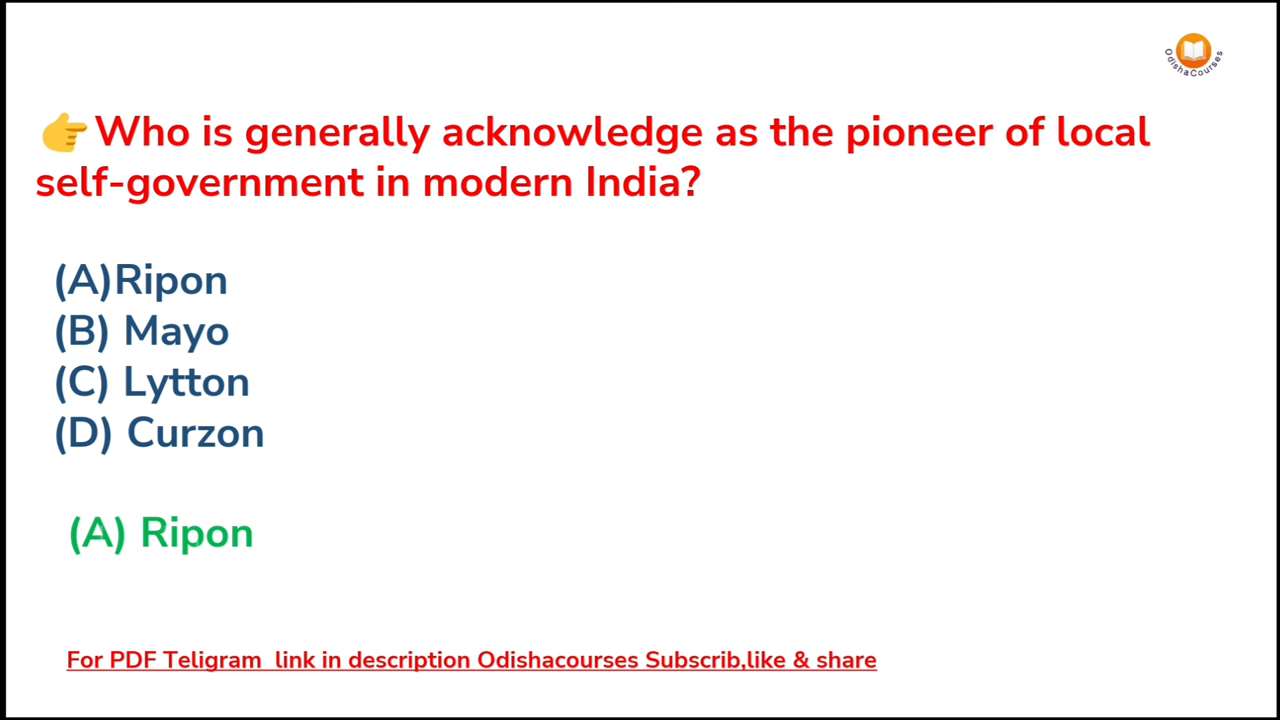 OdishaCourses
👉Who is generally acknowledge as the pioneer of local
self-government in modern India?
(A)Ripon
(B) Mayo
(C) Lytton
(D) Curzon
(A) Ripon
For PDF Teligram link in description Odishacourses Subscrib,like & share